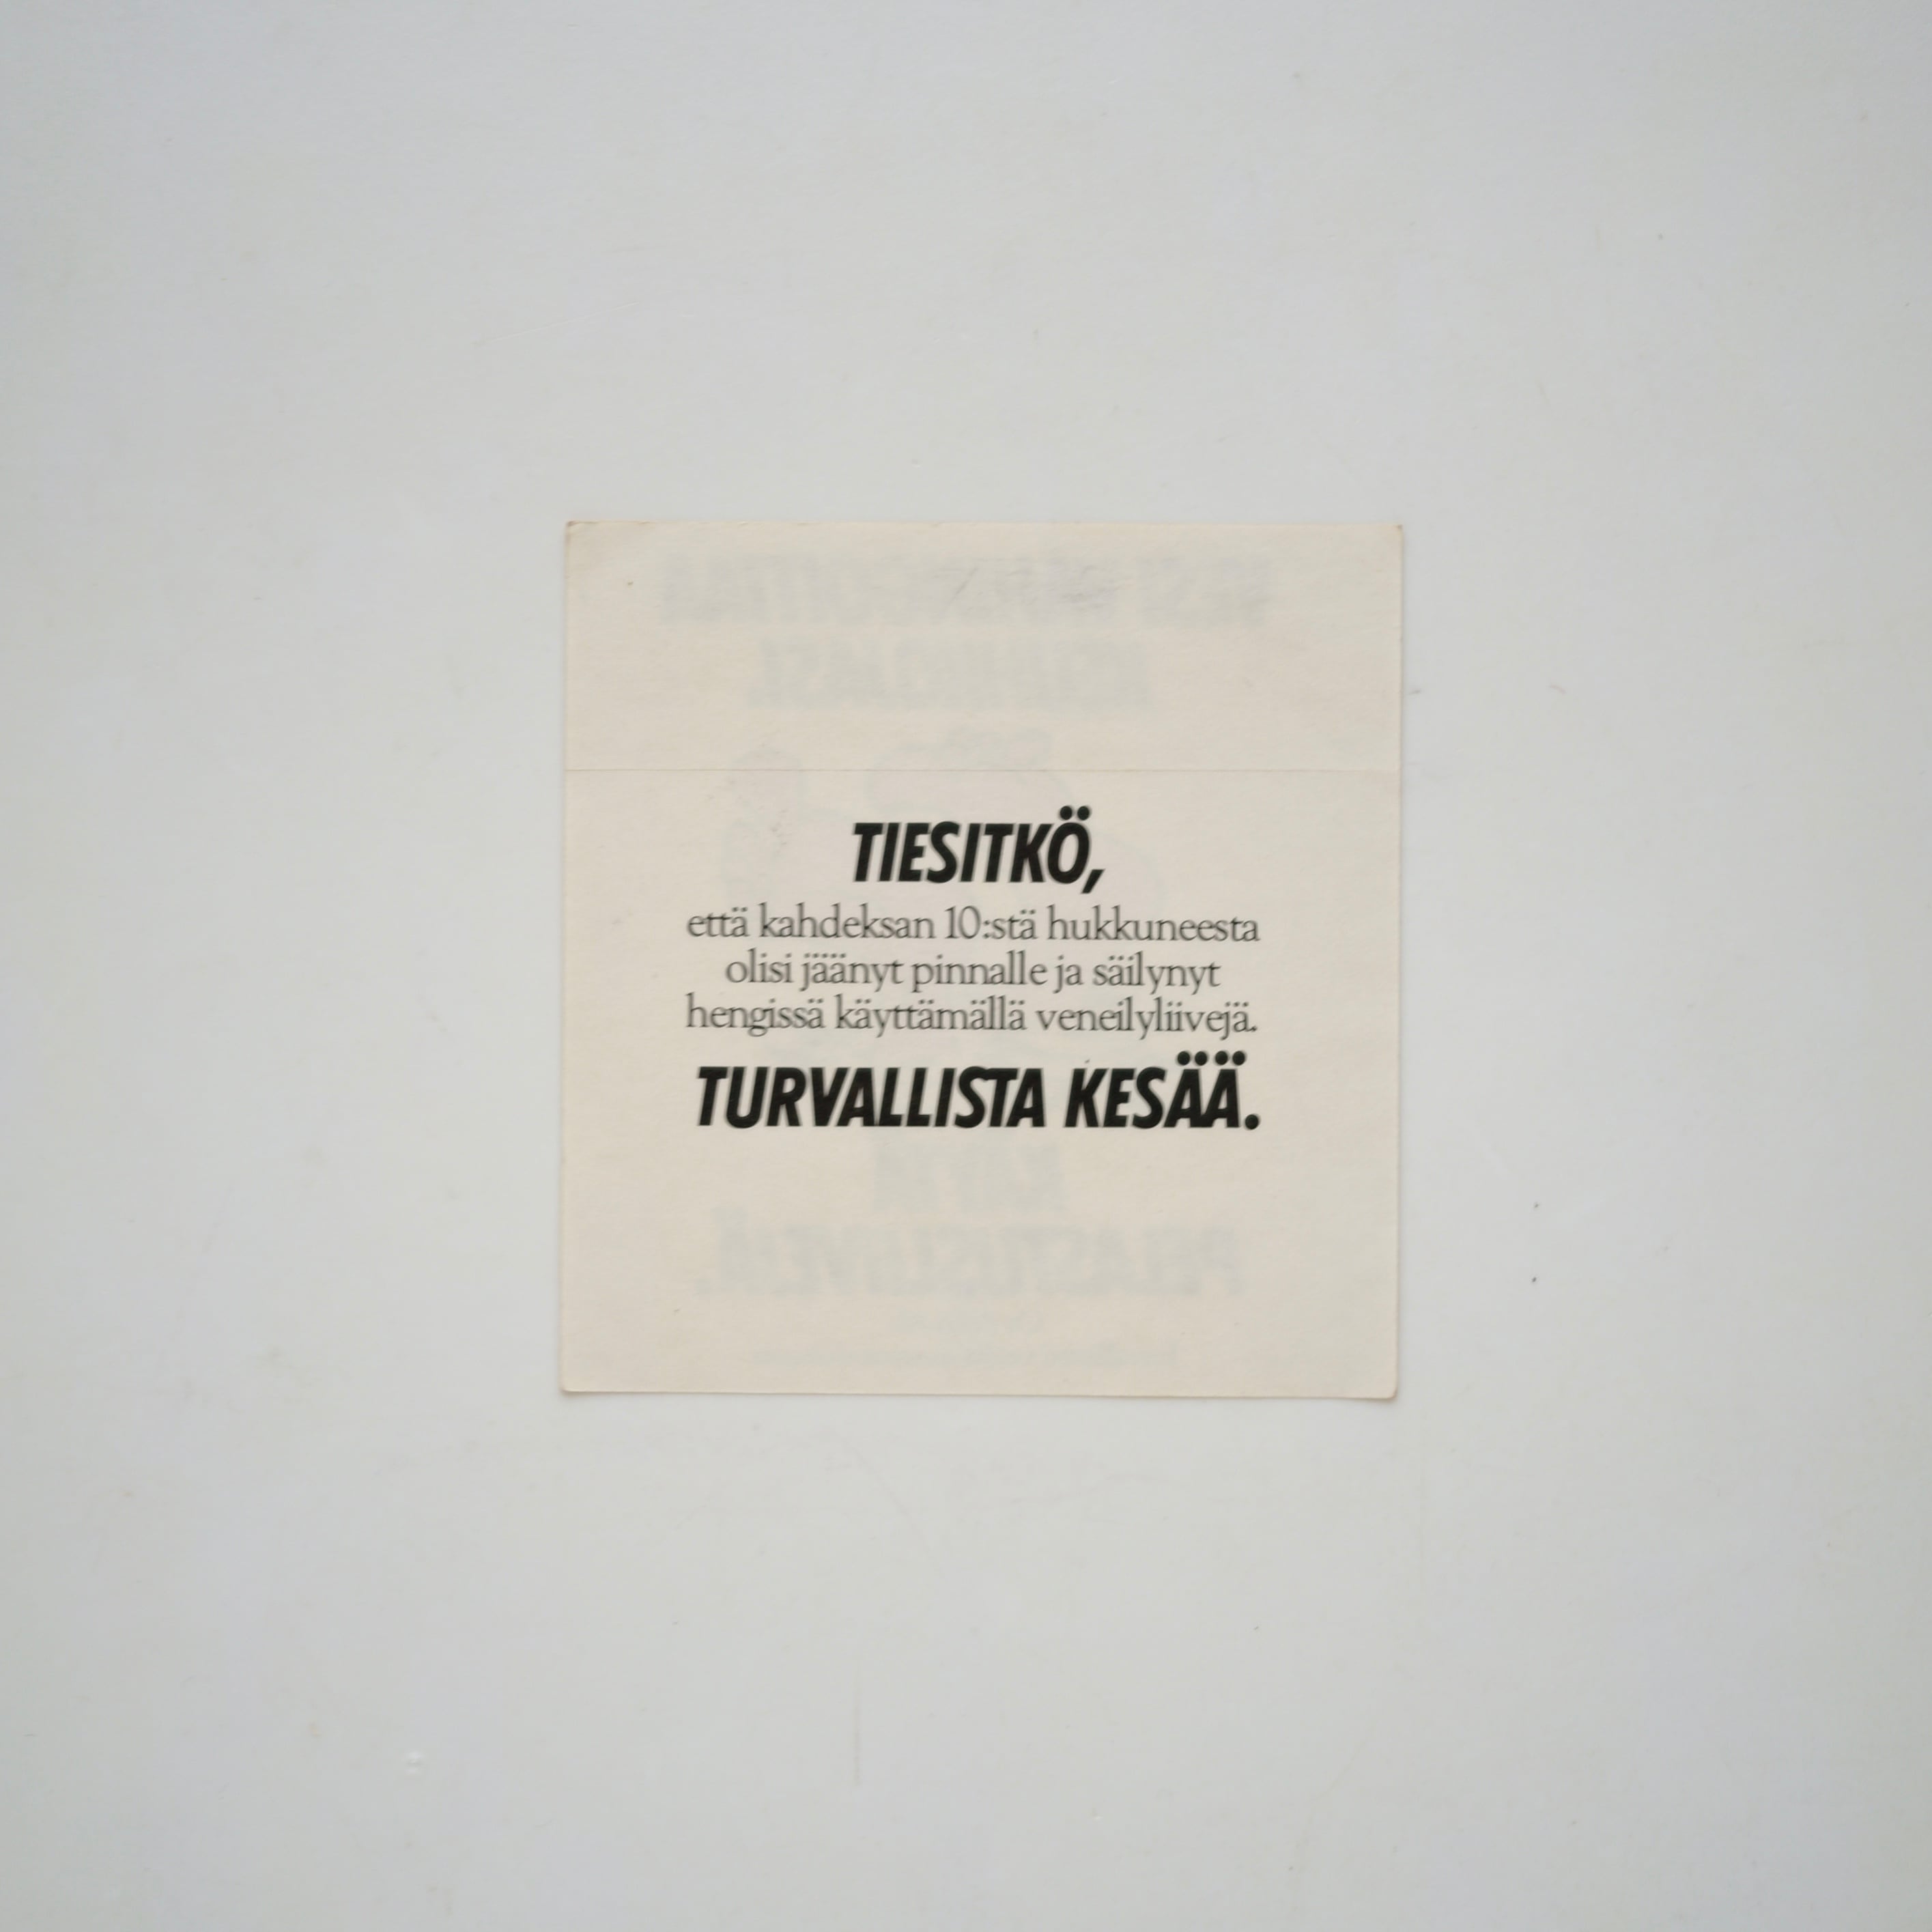 TIESITKÖ,
että kahdeksan 10:stä hukkuneesta
olisi jäänyt pinnalle ja säilynyt
hengissä käyttämällä veneilyliivejä.
TURVALLISTA KESÄÄ.